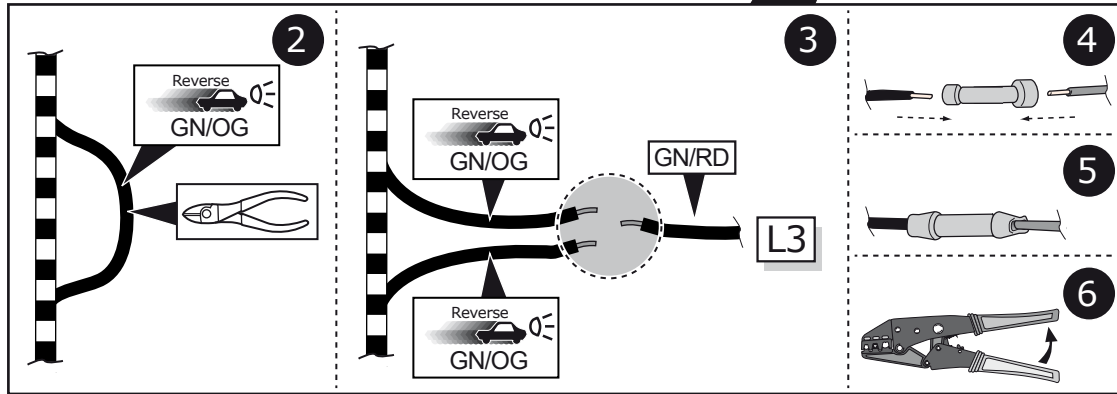 2
Reverse
GN/OG
3
Reverse
GN/OG
GN/RD
L3
Reverse
GN/OG
4
5
6